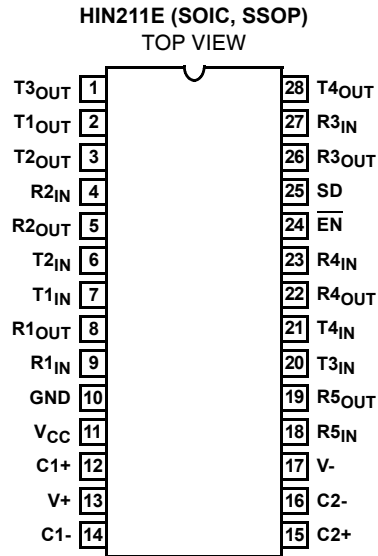 HIN211E (SOIC, SSOP)
TOP VIEW
T3OUT 1 28 T4OUT
T1OUT 2 27 R3IN
T2OUT 3 26 R3OUT
R2IN 4 25 SD
R2OUT 5 24 EN
T2IN 6 23 R4IN
T1IN 7 22 R4OUT
R1OUT 8 21 T4IN
R1IN 9 20 T3IN
GND 10 19 R5OUT
VCC 11 18 R5IN
C1+ 12 17 V-
V+ 13 16 C2-
C1- 14 15 C2+